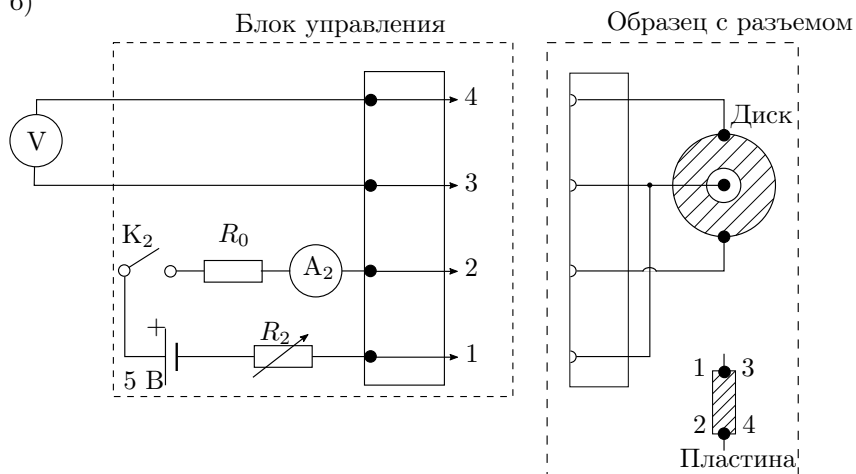 б)
Блок управления
Образец с разъемом
4
V
3
Диск
K₂
R₀
A₂
2
+
R₂
5 В
1
1 3
2 4
Пластина